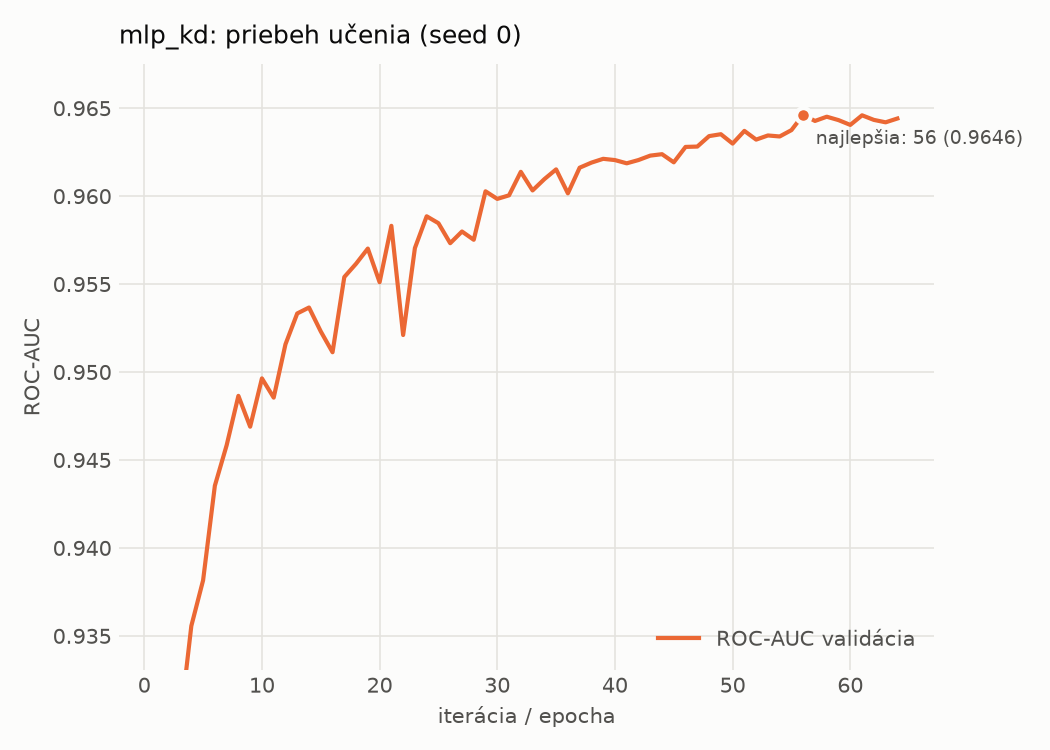 mlp_kd: priebeh učenia (seed 0)
ROC-AUC
0.965
0.960
0.955
0.950
0.945
0.940
0.935
najlepšia: 56 (0.9646)
ROC-AUC validácia
0 10 20 30 40 50 60
iterácia / epocha